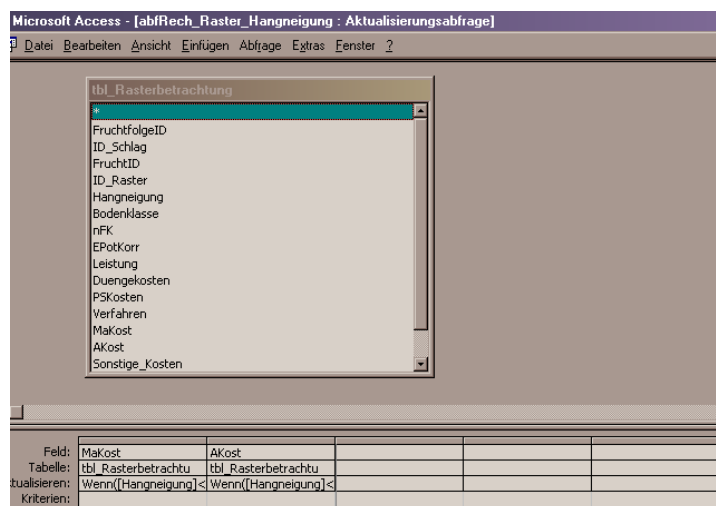 Microsoft Access - [abfRech_Raster_Hangneigung : Aktualisierungsabfrage]
Datei Bearbeiten Ansicht Einfügen Abfrage Extras Fenster ?
tbl_Rasterbetrachtung
*
FruchtfolgeID
ID_Schlag
FruchtID
ID_Raster
Hangneigung
Bodenklasse
nFK
EPotKorr
Leistung
Duengekosten
PSKosten
Verfahren
MaKost
AKost
Sonstige_Kosten
Feld: MaKost AKost
Tabelle: tbl_Rasterbetrachtu tbl_Rasterbetrachtu
ktualisieren: Wenn([Hangneigung]< Wenn([Hangneigung]<
Kriterien: